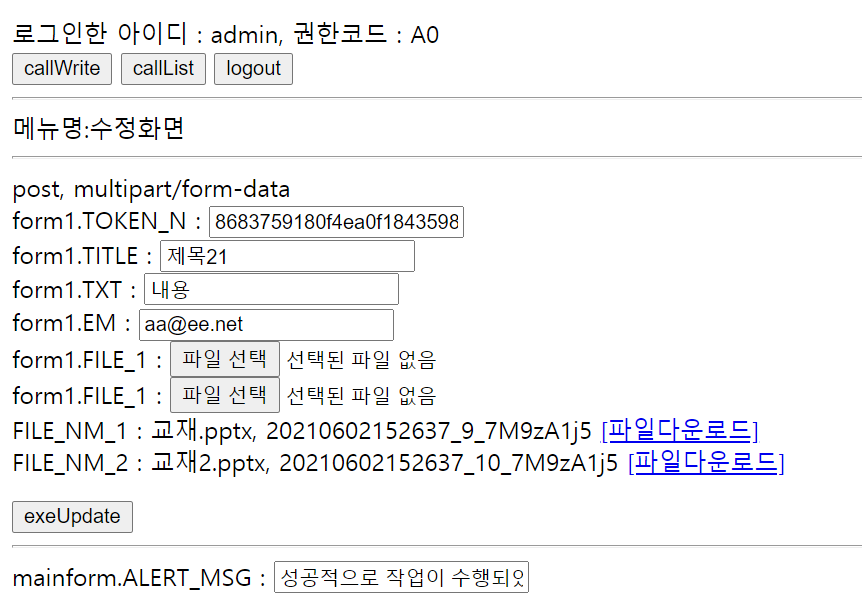 로그인한 아이디 : admin, 권한코드 : A0
callWrite callList logout
메뉴명:수정화면
post, multipart/form-data
form1.TOKEN_N : 8683759180f4ea0f1843598
form1.TITLE : 제목21
form1.TXT : 내용
form1.EM : aa@ee.net
form1.FILE_1 : 파일 선택 선택된 파일 없음
form1.FILE_1 : 파일 선택 선택된 파일 없음
FILE_NM_1 : 교재.pptx, 20210602152637_9_7M9zA1j5 [파일다운로드]
FILE_NM_2 : 교재2.pptx, 20210602152637_10_7M9zA1j5 [파일다운로드]
exeUpdate
mainform.ALERT_MSG : 성공적으로 작업이 수행되